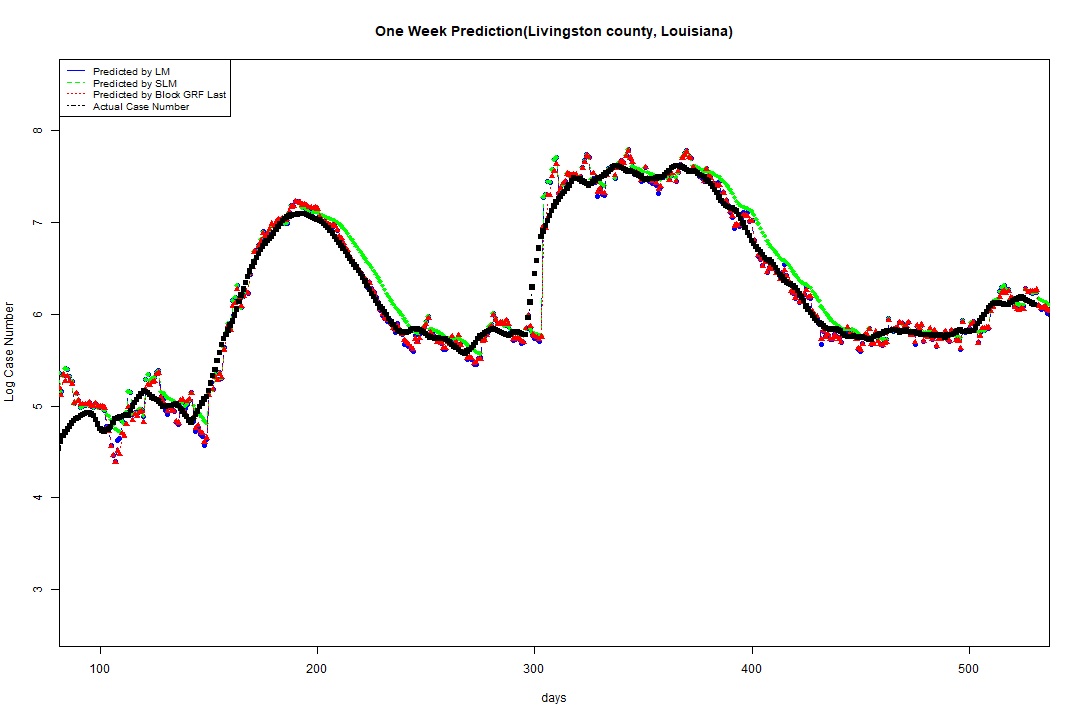 One Week Prediction(Livingston county, Louisiana)
Predicted by LM
Predicted by SLM
Predicted by Block GRF Last
Actual Case Number
8
7
6
5
4
3
Log Case Number
100 200 300 400 500
days